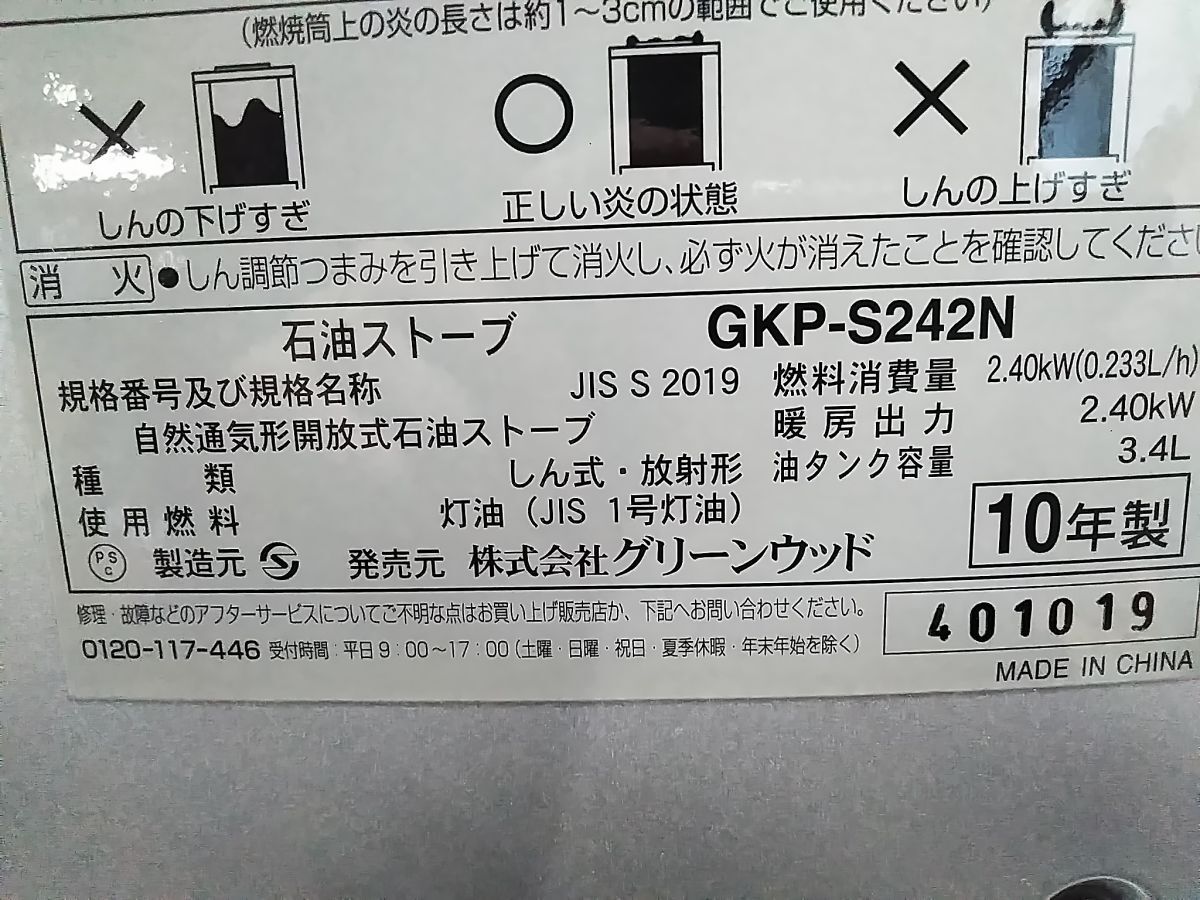 (燃焼筒上の炎の長さは約1〜3cmの範囲でご使用ください)
しんの下げすぎ
正しい炎の状態
しんの上げすぎ
消火 ●しん調節つまみを引き上げて消火し、必ず火が消えたことを確認してくださ
石油ストーブ GKP-S242N
規格番号及び規格名称 JIS S 2019
自然通気形開放式石油ストーブ
種類 しん式・放射形
使用燃料 灯油(JIS 1号灯油)
燃料消費量 2.40kW(0.233L/h)
暖房出力 2.40kW
油タンク容量 3.4L
10年製
PSC 製造元 発売元 株式会社グリーンウッド
修理・故障などのアフターサービスについてご不明な点はお買い上げ販売店か、下記へお問い合わせください。
0120-117-446 受付時間:平日9:00〜17:00(土曜・日曜・祝日・夏季休暇・年末年始を除く)
401019
MADE IN CHINA